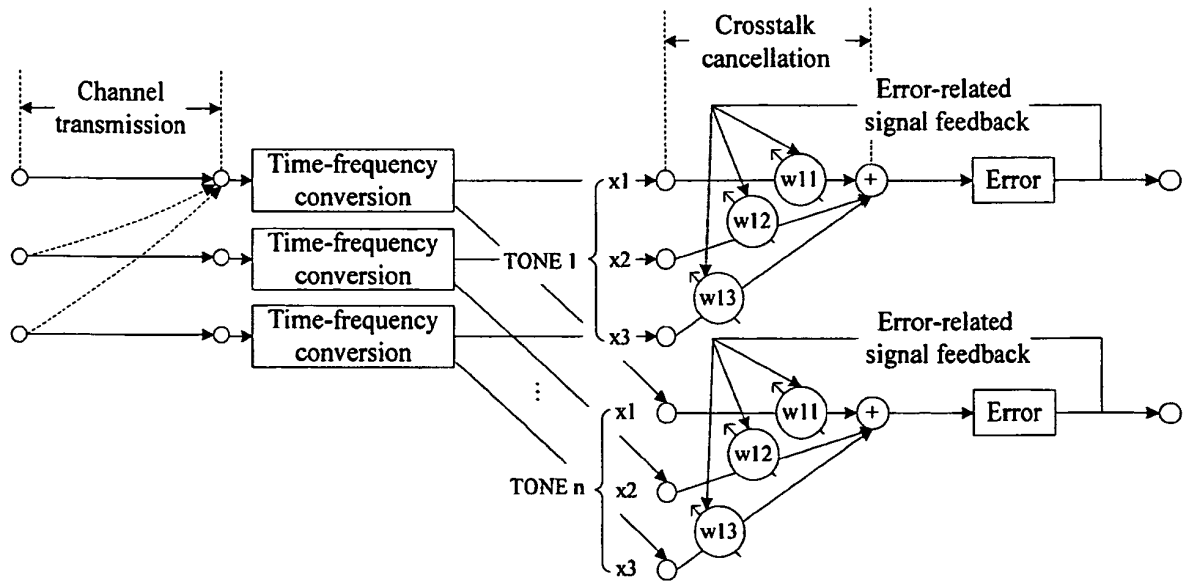 Crosstalk
cancellation
Channel
transmission
Error-related
signal feedback
Time-frequency
conversion
x1
w11
+
Error
w12
Time-frequency
conversion
TONE 1
x2
w13
Time-frequency
conversion
x3
Error-related
signal feedback
...
x1
w11
+
Error
w12
TONE n
x2
w13
x3